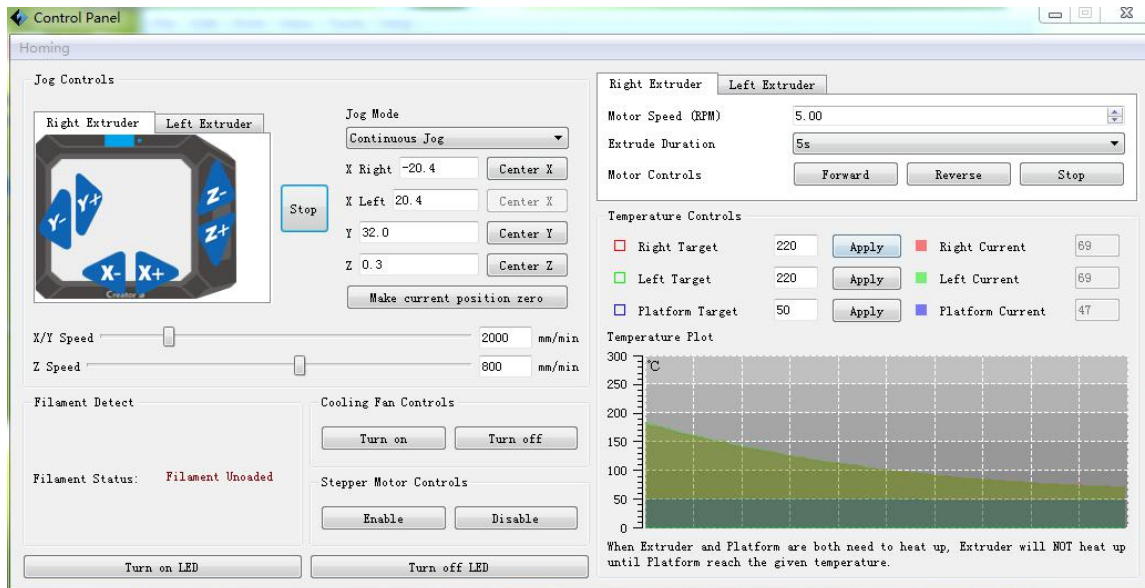 Control Panel
Homing
Jog Controls
Right Extruder Left Extruder
Y- Y+
Z-
Z+
X- X+
Stop
Jog Mode
Continuous Jog
X Right -20.4 Center X
X Left 20.4 Center X
Y 32.0 Center Y
Z 0.3 Center Z
Make current position zero
X/Y Speed 2000 mm/min
Z Speed 800 mm/min
Filament Detect
Filament Status: Filament Unoaded
Cooling Fan Controls
Turn on Turn off
Stepper Motor Controls
Enable Disable
Turn on LED Turn off LED
Right Extruder Left Extruder
Motor Speed (RPM) 5.00
Extrude Duration 5s
Motor Controls Forward Reverse Stop
Temperature Controls
Right Target 220 Apply Right Current 69
Left Target 220 Apply Left Current 69
Platform Target 50 Apply Platform Current 47
Temperature Plot
300 °C
250
200
150
100
50
0
When Extruder and Platform are both need to heat up, Extruder will NOT heat up
until Platform reach the given temperature.